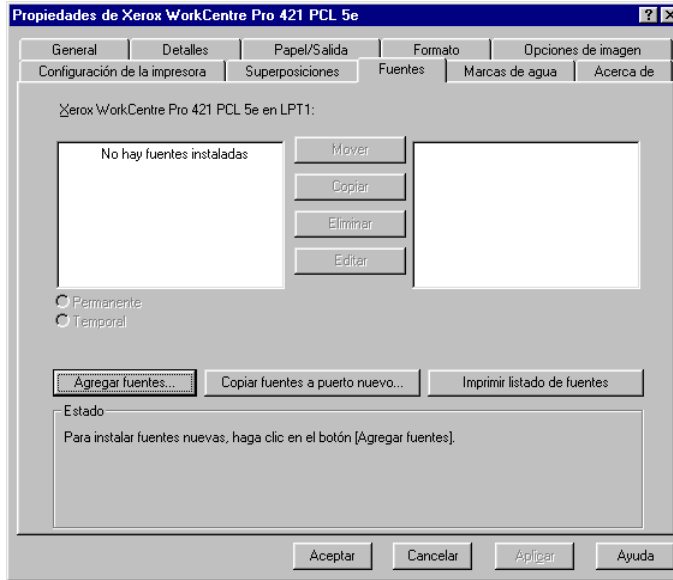 Propiedades de Xerox WorkCentre Pro 421 PCL 5e
General Detalles Papel/Salida Formato Opciones de imagen
Configuración de la impresora Superposiciones Fuentes Marcas de agua Acerca de
Xerox WorkCentre Pro 421 PCL 5e en LPT1:
No hay fuentes instaladas
Mover
Copiar
Eliminar
Editar
Permanente
Temporal
Agregar fuentes... Copiar fuentes a puerto nuevo... Imprimir listado de fuentes
Estado
Para instalar fuentes nuevas, haga clic en el botón [Agregar fuentes].
Aceptar Cancelar Aplicar Ayuda